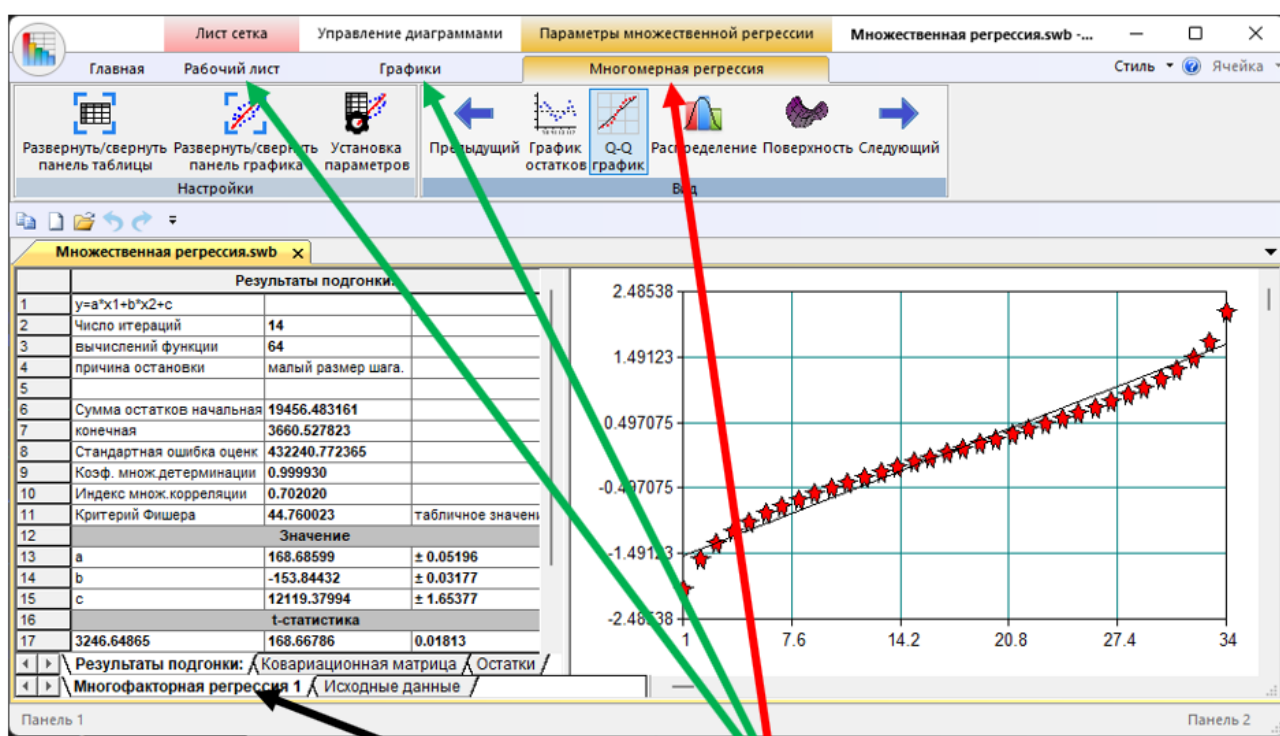 Лист сетка Управление диаграммами Параметры множественной регрессии Множественная регрессия.swb -...
Главная Рабочий лист Графики Многомерная регрессия Стиль Ячейка
Развернуть/свернуть панель таблицы
Развернуть/свернуть панель графика
Установка параметров
Предыдущий
График остатков
Q-Q график
Распределение
Поверхность
Следующий
Настройки
Вид
Множественная регрессия.swb x
Результаты подгонки:
1 y=a*x1+b*x2+c
2 Число итераций 14
3 вычислений функции 64
4 причина остановки малый размер шага.
5
6 Сумма остатков начальная 19456.483161
7 конечная 3660.527823
8 Стандартная ошибка оценк 432240.772365
9 Коэф. множ.детерминации 0.999930
10 Индекс множ.корреляции 0.702020
11 Критерий Фишера 44.760023 табличное значен
12 Значение
13 a 168.68599 ± 0.05196
14 b -153.84432 ± 0.03177
15 c 12119.37994 ± 1.65377
16 t-статистика
17 3246.64865 168.66786 0.01813
Результаты подгонки: Ковариационная матрица Остатки
Многофакторная регрессия 1 Исходные данные
2.48538
1.49123
0.497075
-0.497075
-1.49123
-2.48538
1 7.6 14.2 20.8 27.4 34
Панель 1 Панель 2